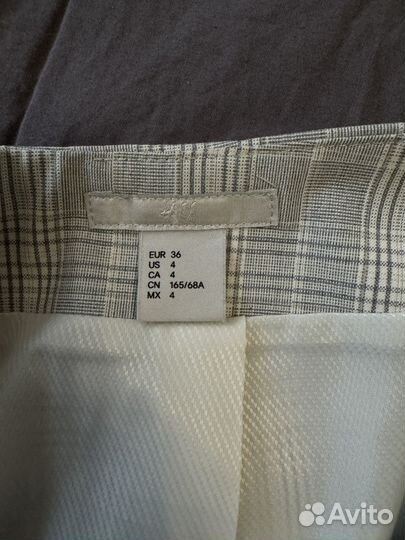 H&M
EUR 36
US 4
CA 4
CN 165/68A
MX 4
Avito